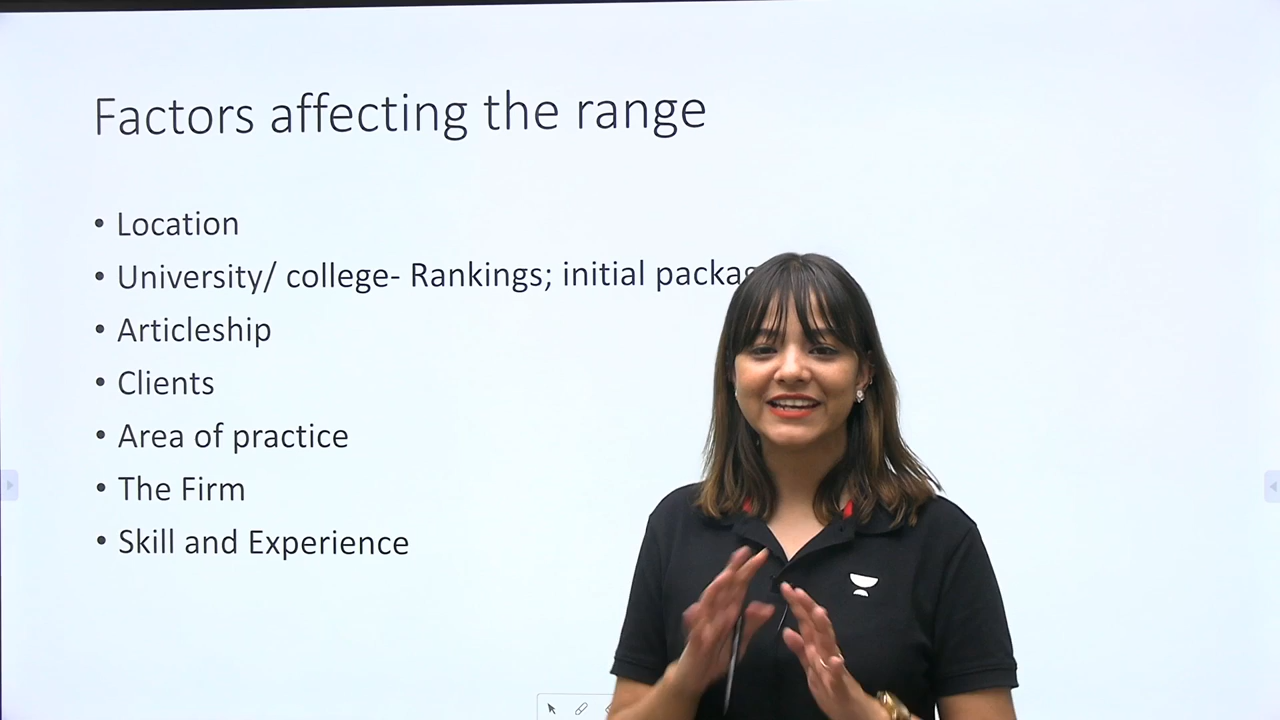 Factors affecting the range
• Location
• University/ college- Rankings; initial
• Articleship
• Clients
• Area of practice
• The Firm
• Skill and Experience